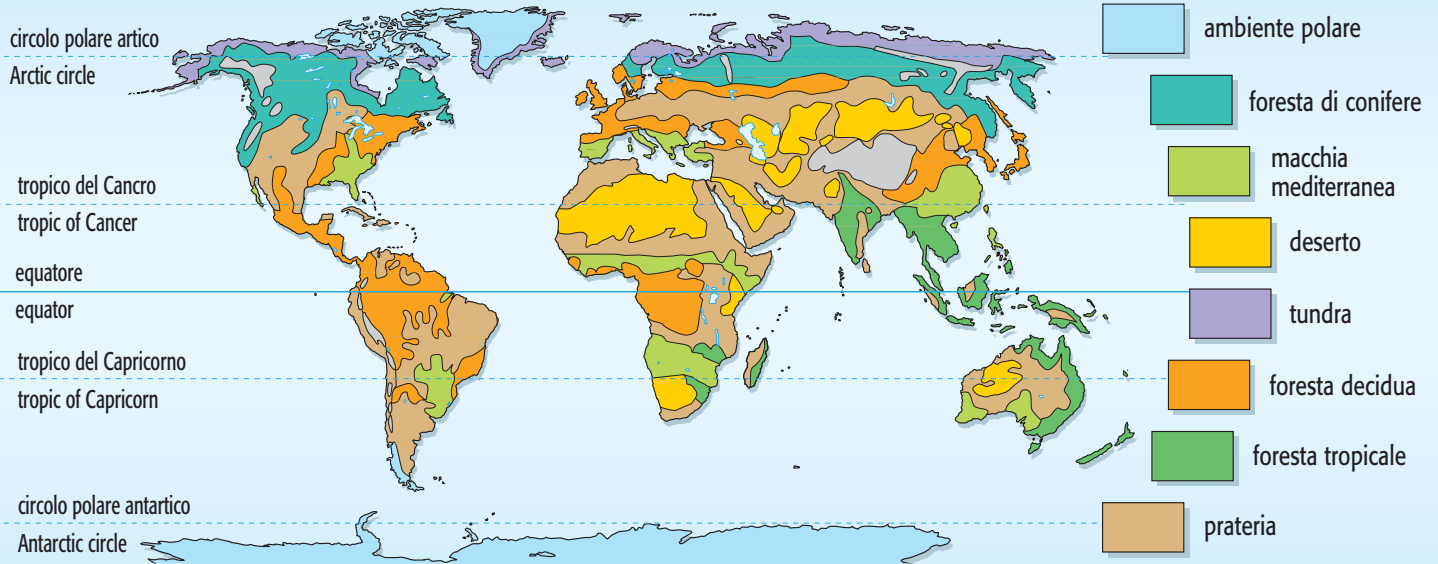 circolo polare artico
Arctic circle
tropico del Cancro
tropic of Cancer
equatore
equator
tropico del Capricorno
tropic of Capricorn
circolo polare antartico
Antarctic circle
ambiente polare
foresta di conifere
macchia
mediterranea
deserto
tundra
foresta decidua
foresta tropicale
prateria